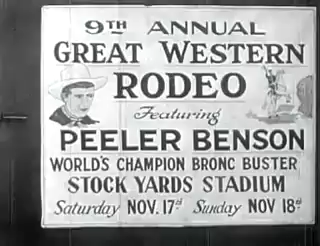 9TH ANNUAL
GREAT WESTERN
RODEO
Featuring
PEELER BENSON
WORLD'S CHAMPION BRONC BUSTER
STOCK YARDS STADIUM
Saturday NOV. 17th Sunday NOV 18th